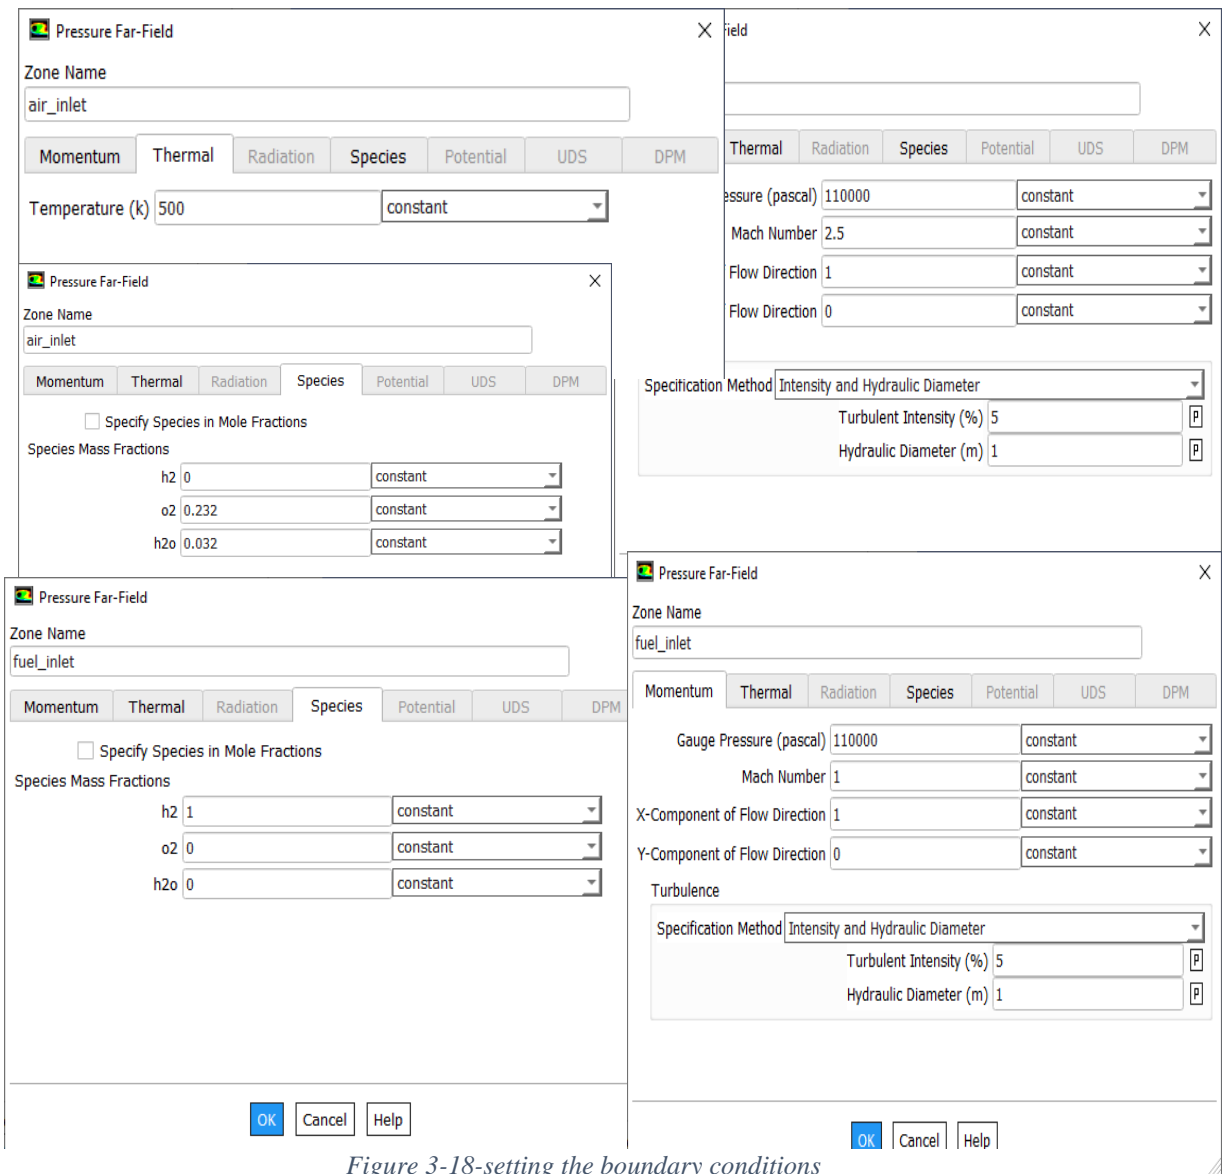 Pressure Far-Field
X
Zone Name
air_inlet
Momentum Thermal Radiation Species Potential UDS DPM
Temperature (k) 500 constant
Field
X
Thermal Radiation Species Potential UDS DPM
essure (pascal) 110000 constant
Mach Number 2.5 constant
Flow Direction 1 constant
Flow Direction 0 constant
Specification Method Intensity and Hydraulic Diameter
Turbulent Intensity (%) 5 P
Hydraulic Diameter (m) 1 P
Pressure Far-Field
X
Zone Name
air_inlet
Momentum Thermal Radiation Species Potential UDS DPM
Specify Species in Mole Fractions
Species Mass Fractions
h2 0 constant
o2 0.232 constant
h2o 0.032 constant
Pressure Far-Field
Zone Name
fuel_inlet
Momentum Thermal Radiation Species Potential UDS DPM
Specify Species in Mole Fractions
Species Mass Fractions
h2 1 constant
o2 0 constant
h2o 0 constant
OK Cancel Help
Pressure Far-Field
X
Zone Name
fuel_inlet
Momentum Thermal Radiation Species Potential UDS DPM
Gauge Pressure (pascal) 110000 constant
Mach Number 1 constant
X-Component of Flow Direction 1 constant
Y-Component of Flow Direction 0 constant
Turbulence
Specification Method Intensity and Hydraulic Diameter
Turbulent Intensity (%) 5 P
Hydraulic Diameter (m) 1 P
OK Cancel Help
Figure 3-18-setting the boundary conditions